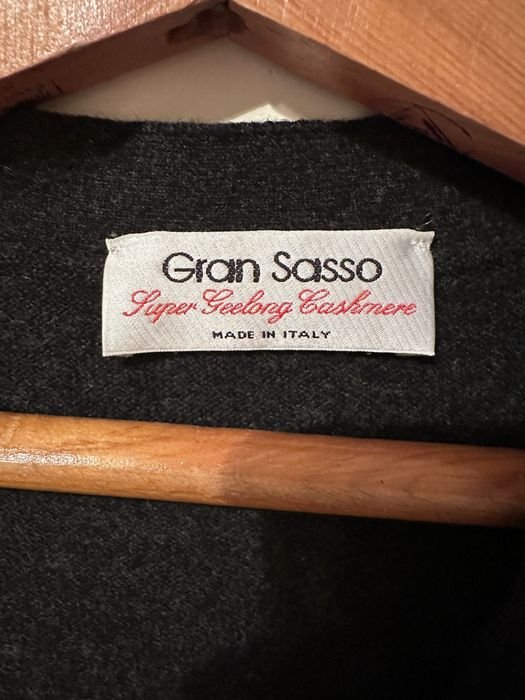 Gran Sasso
Super Geelong Cashmere
MADE IN ITALY